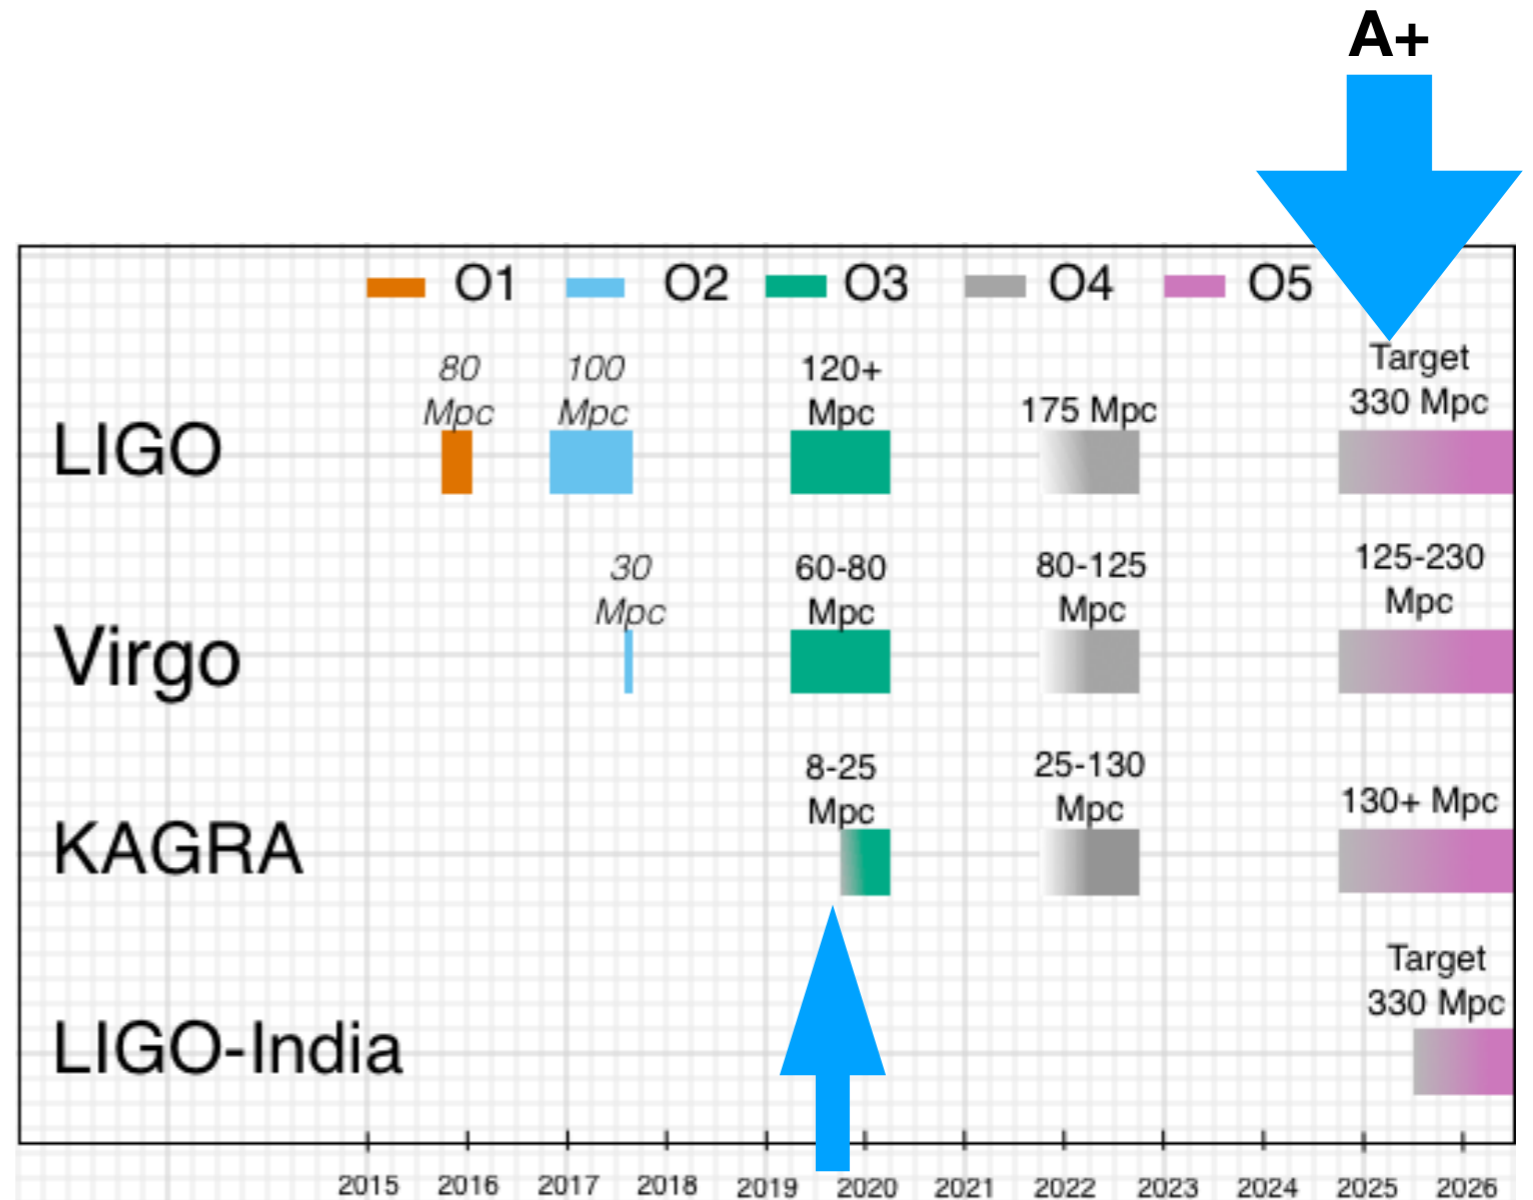 A+
O1 O2 O3 O4 O5
80
Mpc
100
Mpc
120+
Mpc
175 Mpc
Target
330 Mpc
LIGO
30
Mpc
60-80
Mpc
80-125
Mpc
125-230
Mpc
Virgo
8-25
Mpc
25-130
Mpc
130+ Mpc
KAGRA
Target
330 Mpc
LIGO-India
2015 2016 2017 2018 2019 2020 2021 2022 2023 2024 2025 2026